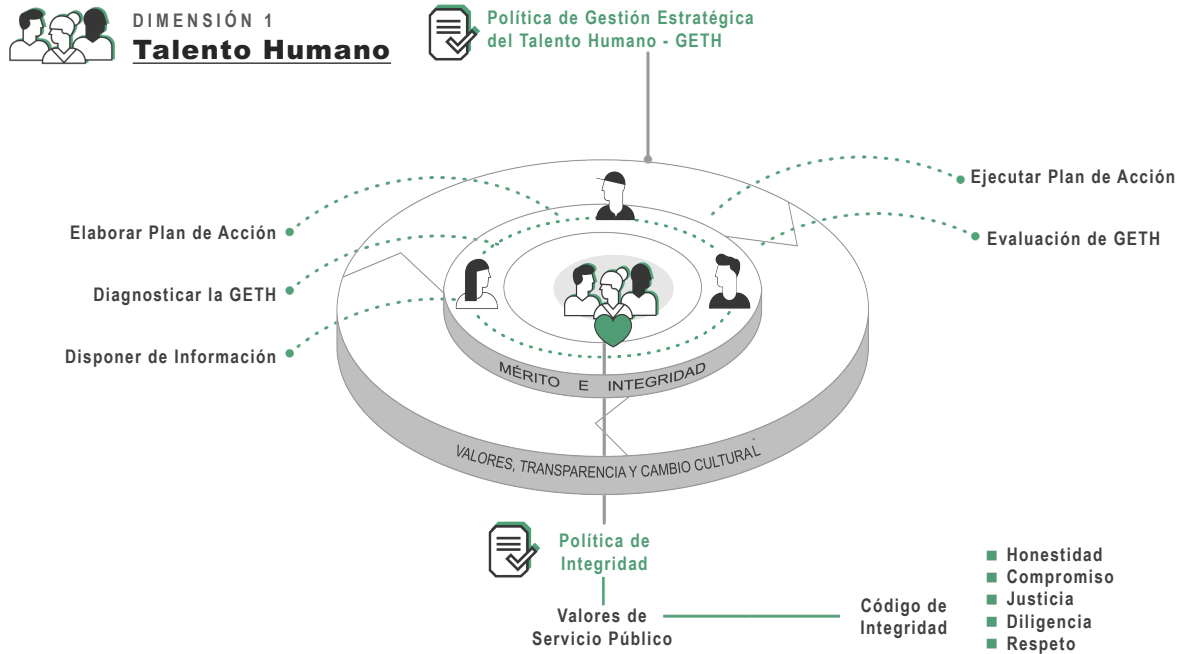 DIMENSIÓN 1
Talento Humano
Política de Gestión Estratégica
del Talento Humano - GETH
Elaborar Plan de Acción
Diagnosticar la GETH
Disponer de Información
Ejecutar Plan de Acción
Evaluación de GETH
MÉRITO E INTEGRIDAD
VALORES, TRANSPARENCIA Y CAMBIO CULTURAL
Política de
Integridad
Valores de
Servicio Público
Código de
Integridad
Honestidad
Compromiso
Justicia
Diligencia
Respeto